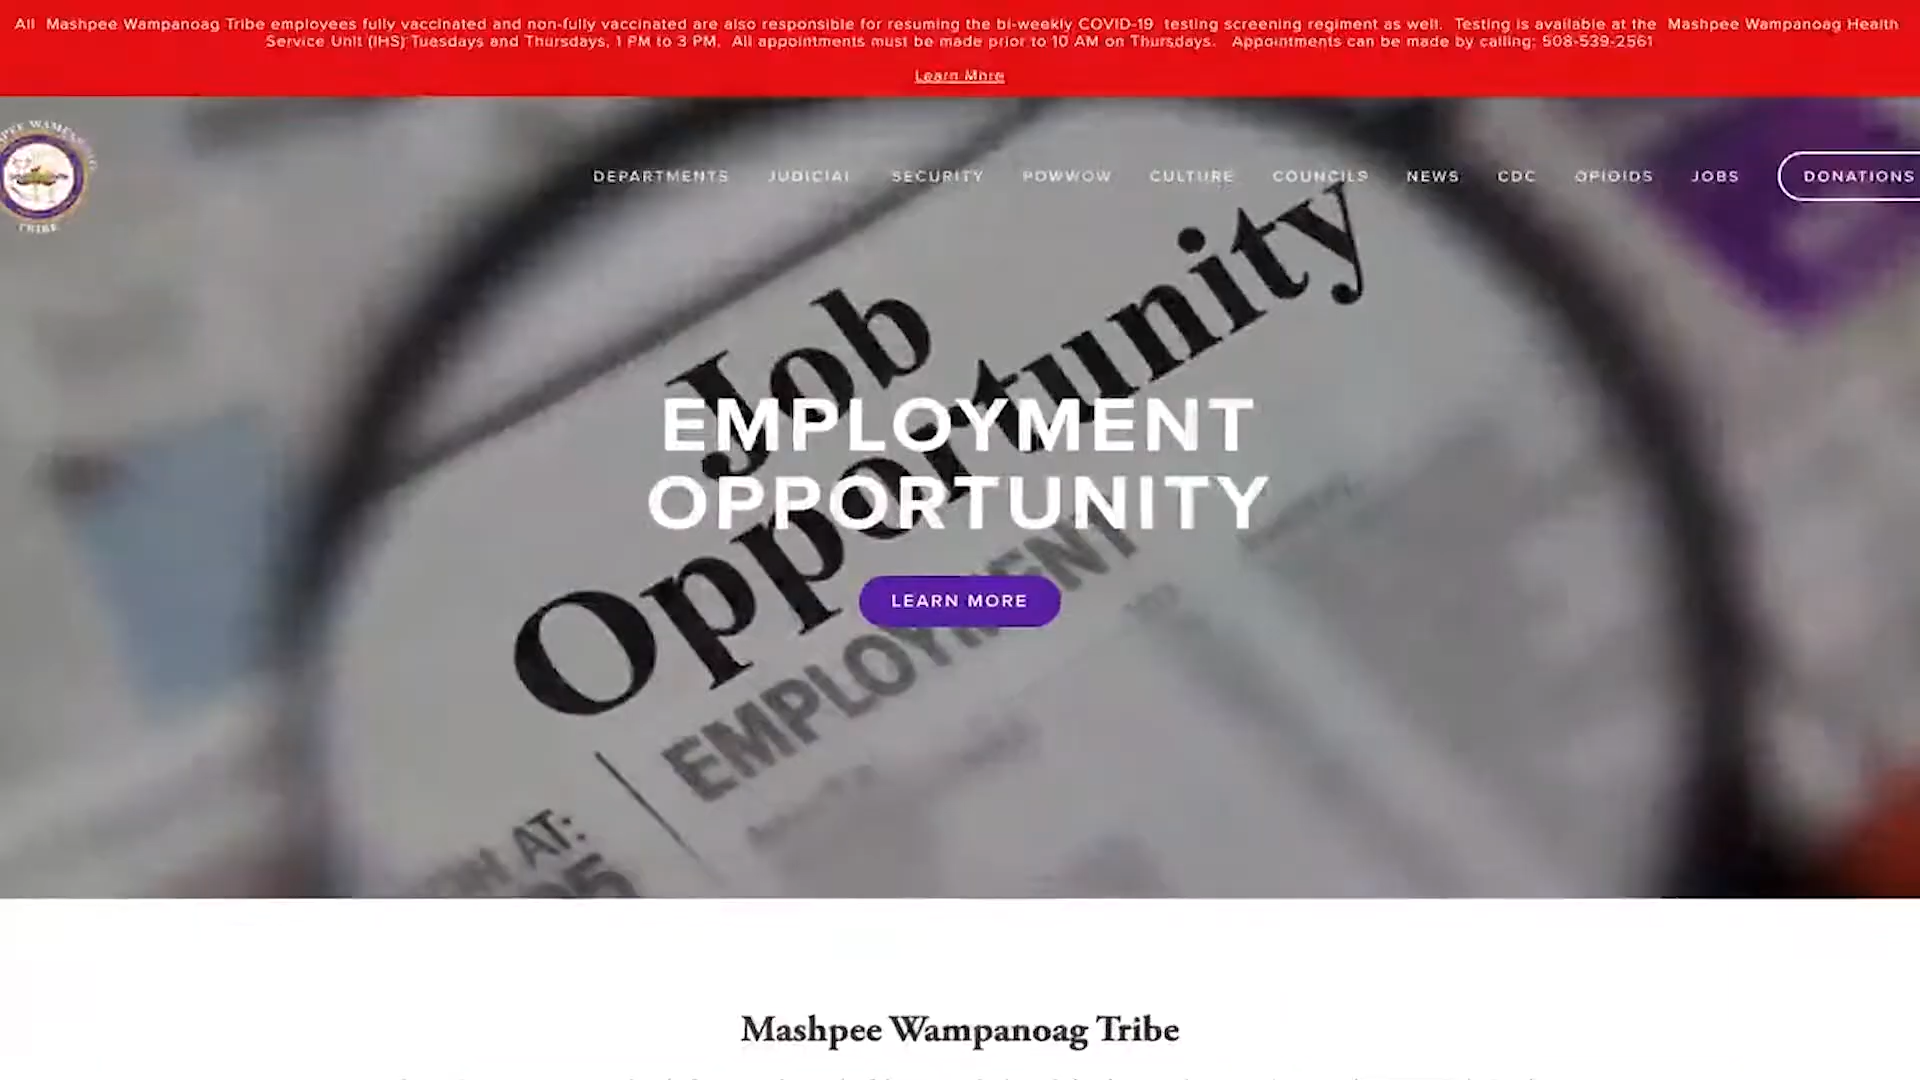 All Mashpee Wampanoag Tribe employees fully vaccinated and non-fully vaccinated are also responsible for resuming the bi-weekly COVID-19 testing screening regiment as well. Testing is available at the Mashpee Wampanoag Health
Service Unit (IHS) Tuesdays and Thursdays, 1 PM to 3 PM. All appointments must be made prior to 10 AM on Thursdays. Appointments can be made by calling: 508-539-2561
Learn More
TRIBE
DEPARTMENTS JUDICIAL SECURITY POWWOW CULTURE COUNCILS NEWS CDC OPIOIDS JOBS DONATIONS
Job
Opportunity
EMPLOYMENT
OPPORTUNITY
LEARN MORE
EMPLOYMENT
AT:
Mashpee Wampanoag Tribe